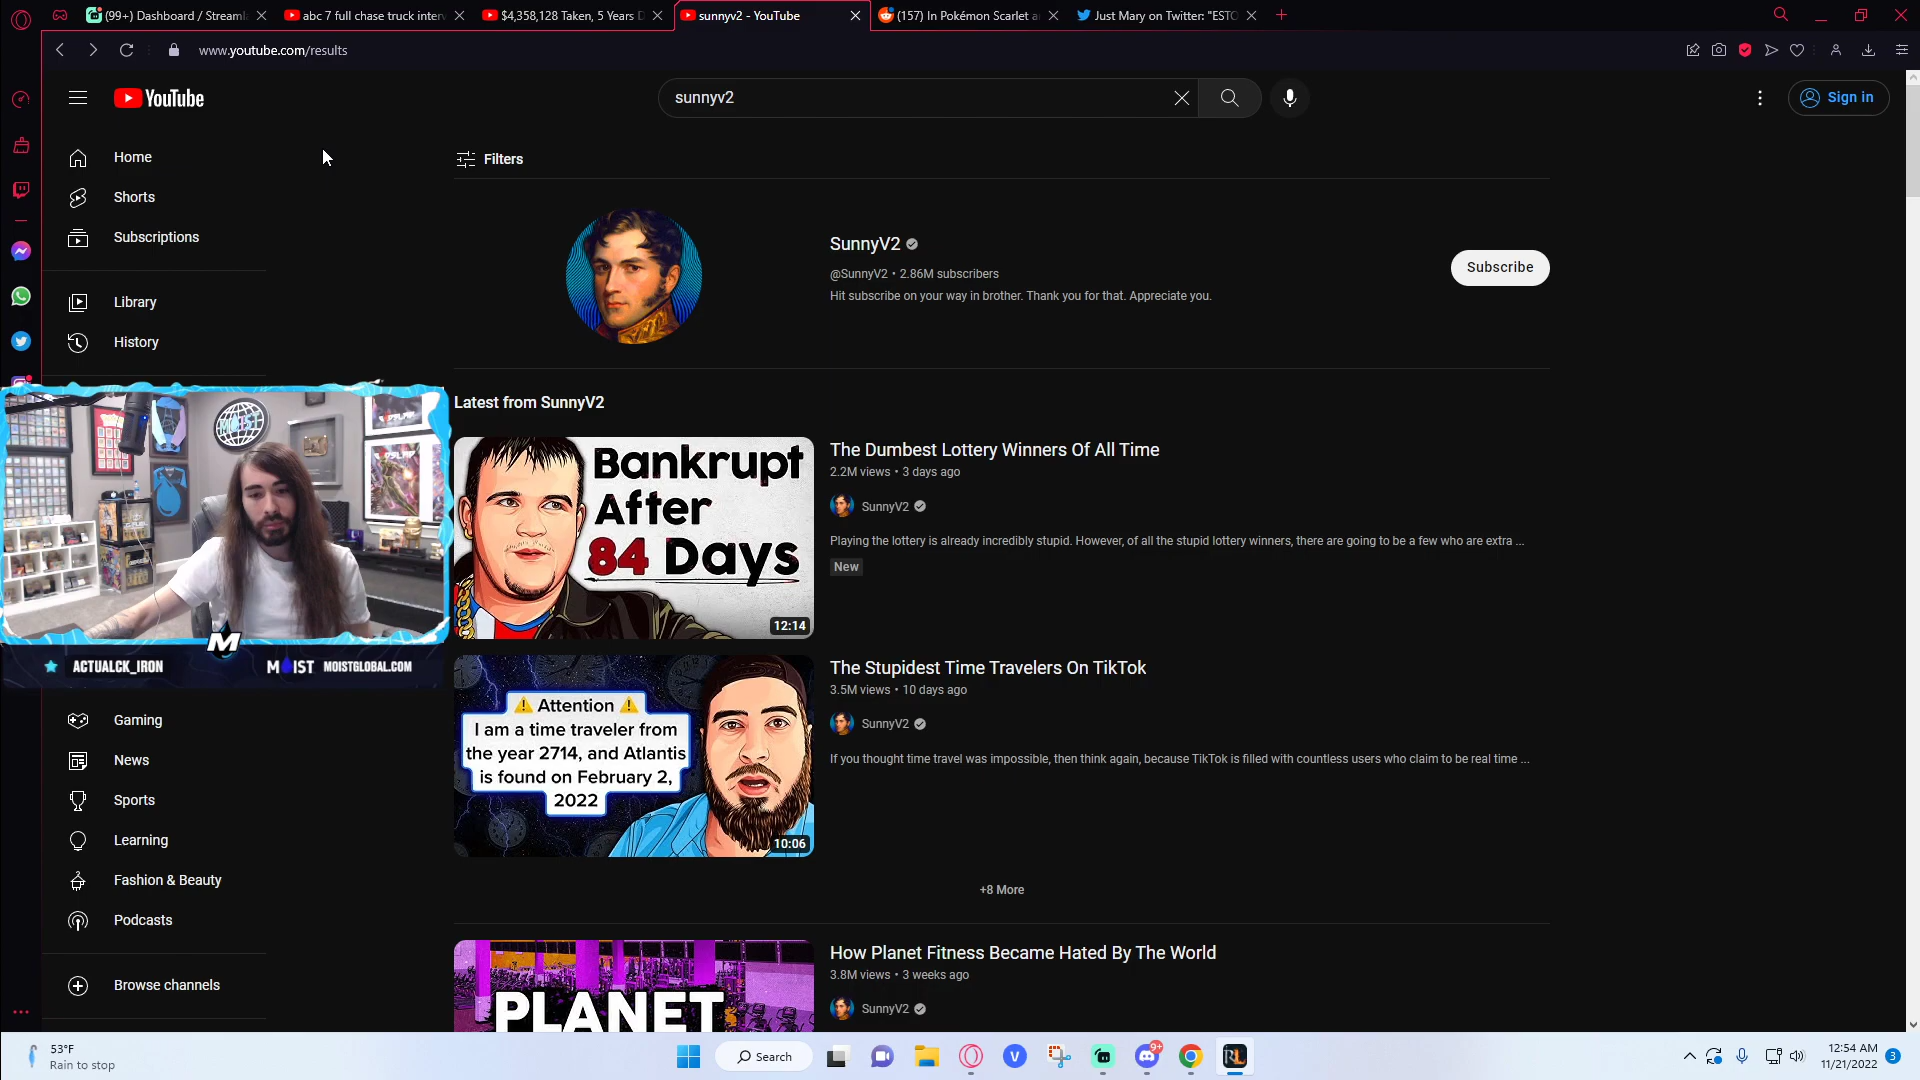 (99+) Dashboard / Streaml
abc 7 full chase truck interv
$4,358,128 Taken, 5 Years D
sunnyv2 - YouTube
(157) In Pokémon Scarlet a
Just Mary on Twitter: "ESTO
www.youtube.com/results
YouTube
sunnyv2
Sign in
Home
Shorts
Subscriptions
Library
History
Filters
SunnyV2
@SunnyV2 • 2.86M subscribers
Hit subscribe on your way in brother. Thank you for that. Appreciate you.
Subscribe
Latest from SunnyV2
Bankrupt
After
84 Days
12:14
The Dumbest Lottery Winners Of All Time
2.2M views • 3 days ago
SunnyV2
Playing the lottery is already incredibly stupid. However, of all the stupid lottery winners, there are going to be a few who are extra ...
New
MOIST
M
ACTUALCK_IRON
MOIST
MOISTGLOBAL.COM
Attention
I am a time traveler from
the year 2714, and Atlantis
is found on February 2,
2022
10:06
The Stupidest Time Travelers On TikTok
3.5M views • 10 days ago
SunnyV2
If you thought time travel was impossible, then think again, because TikTok is filled with countless users who claim to be real time ...
+8 More
Gaming
News
Sports
Learning
Fashion & Beauty
Podcasts
Browse channels
PLANET
How Planet Fitness Became Hated By The World
3.8M views • 3 weeks ago
SunnyV2
53°F
Rain to stop
Search
V
9+
RL
12:54 AM
11/21/2022
3